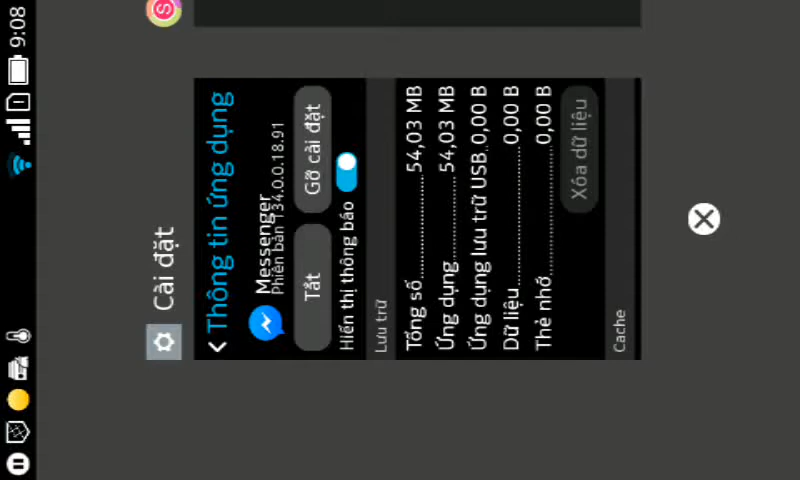 9:08
Cài đặt
Thông tin ứng dụng
Messenger
Phiên bản 134.0.0.18.91
Tắt
Gỡ cài đặt
Hiển thị thông báo
Lưu trữ
Tổng số 54,03 MB
Ứng dụng 54,03 MB
Ứng dụng lưu trữ USB 0,00 B
Dữ liệu 0,00 B
Thẻ nhớ 0,00 B
Xóa dữ liệu
Cache